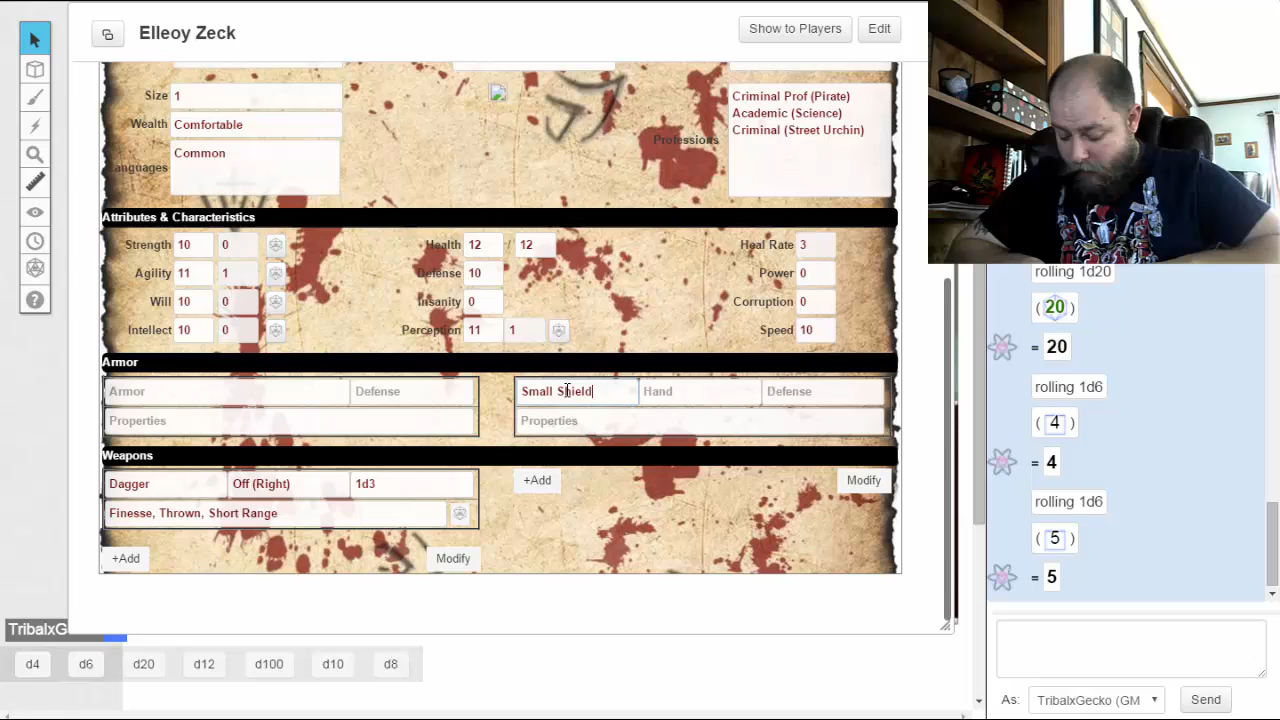 Elleoy Zeck
Show to Players
Edit
Size 1
Wealth Comfortable
Languages Common
Professions
Criminal Prof (Pirate)
Academic (Science)
Criminal (Street Urchin)
Attributes & Characteristics
Strength 10 0 Health 12 / 12 Heal Rate 3
Agility 11 1 Defense 10 Power 0
Will 10 0 Insanity 0 Corruption 0
Intellect 10 0 Perception 11 1 Speed 10
Armor
Armor Defense Small Shield Hand Defense
Properties Properties
Weapons
Dagger Off (Right) 1d3 +Add Modify
Finesse, Thrown, Short Range
+Add Modify
rolling 1d20
( 20 )
= 20
rolling 1d6
( 4 )
= 4
rolling 1d6
( 5 )
= 5
TribalxG
d4 d6 d20 d12 d100 d10 d8
As: TribalxGecko (GM Send